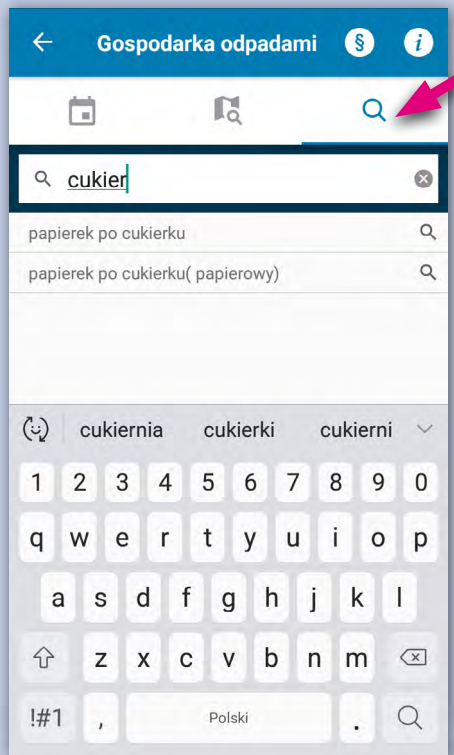 Gospodarka odpadami § i
cukier
papierek po cukierku
papierek po cukierku( papierowy)
cukiernia cukierki cukierni
1 2 3 4 5 6 7 8 9 0
q w e r t y u i o p
a s d f g h j k l
z x c v b n m
!#1 , Polski .